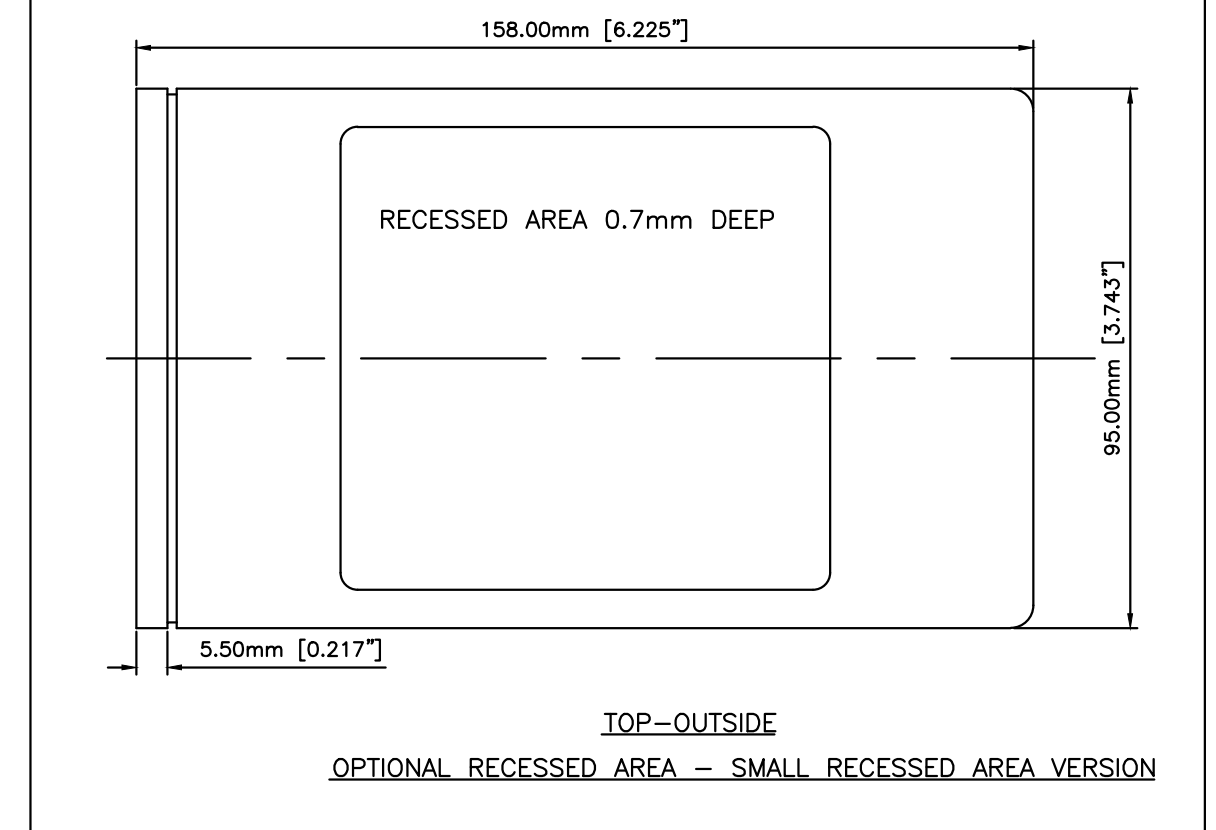 158.00mm [6.225"]
RECESSED AREA 0.7mm DEEP
95.00mm [3.743"]
5.50mm [0.217"]
TOP-OUTSIDE
OPTIONAL RECESSED AREA - SMALL RECESSED AREA VERSION